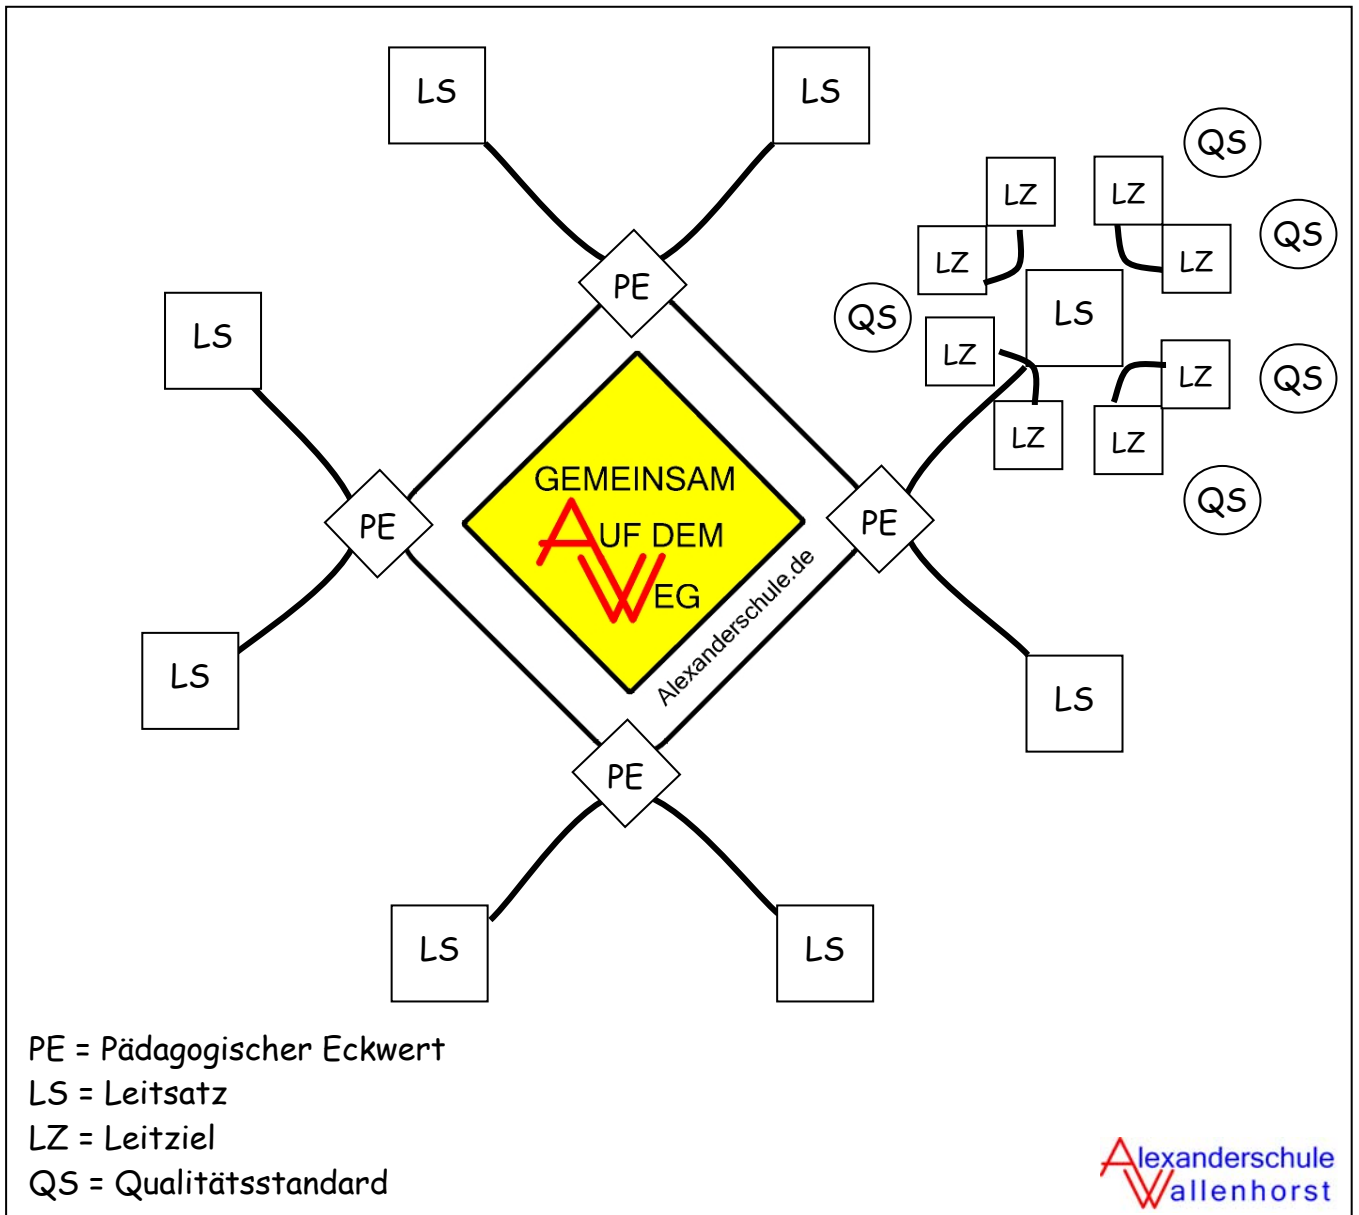 LS
LS
QS
LZ
LZ
QS
LZ
LZ
LS
QS
PE
LS
LS
LZ
LZ
QS
LZ
LZ
QS
GEMEINSAM
AUF DEM
WEG
PE
PE
Alexanderschule.de
LS
LS
PE
LS
LS
PE = Pädagogischer Eckwert
LS = Leitsatz
LZ = Leitziel
QS = Qualitätsstandard
Alexanderschule
Wallenhorst